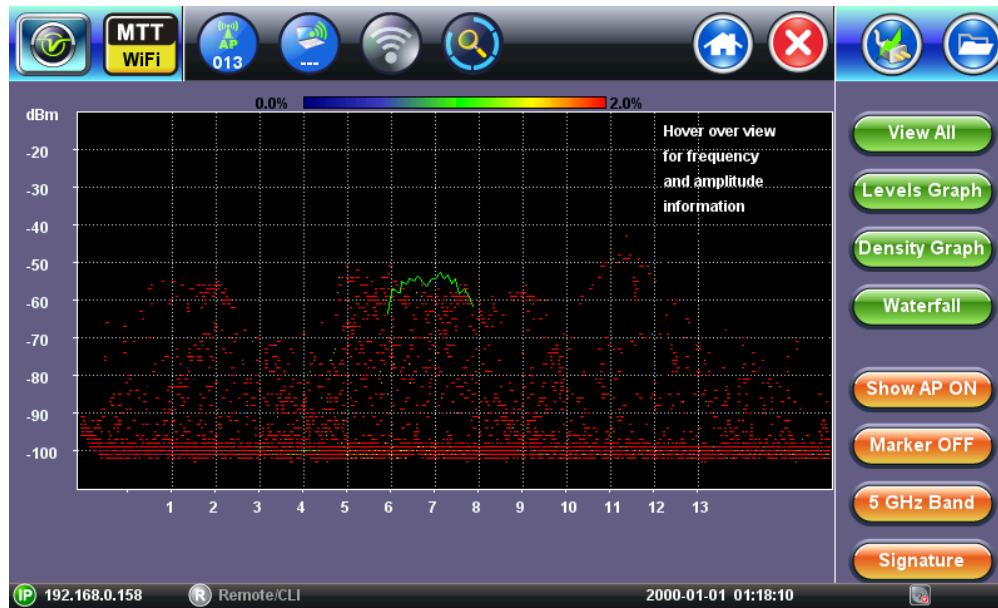 MTT
WiFi
AP
013
---
0.0%
2.0%
dBm
Hover over view
for frequency
and amplitude
information
-20
-30
-40
-50
-60
-70
-80
-90
-100
1 2 3 4 5 6 7 8 9 10 11 12 13
View All
Levels Graph
Density Graph
Waterfall
Show AP ON
Marker OFF
5 GHz Band
Signature
IP 192.168.0.158 R Remote/CLI 2000-01-01 01:18:10